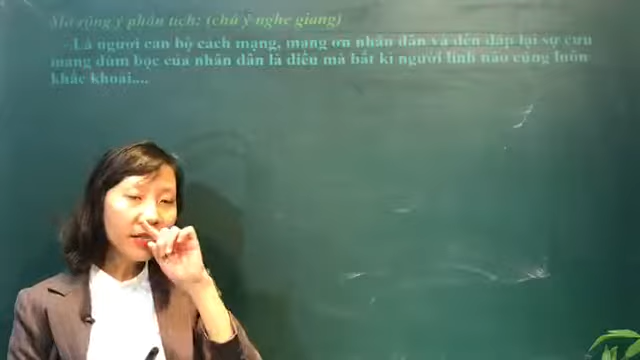 Mở rộng ý phân tích: (chú ý nghe giảng)
- Là người cán bộ cách mạng, mang ơn nhân dân và đền đáp lại sự cưu
mang đùm bọc của nhân dân là điều mà bất kì người lính nào cũng luôn
khắc khoải....